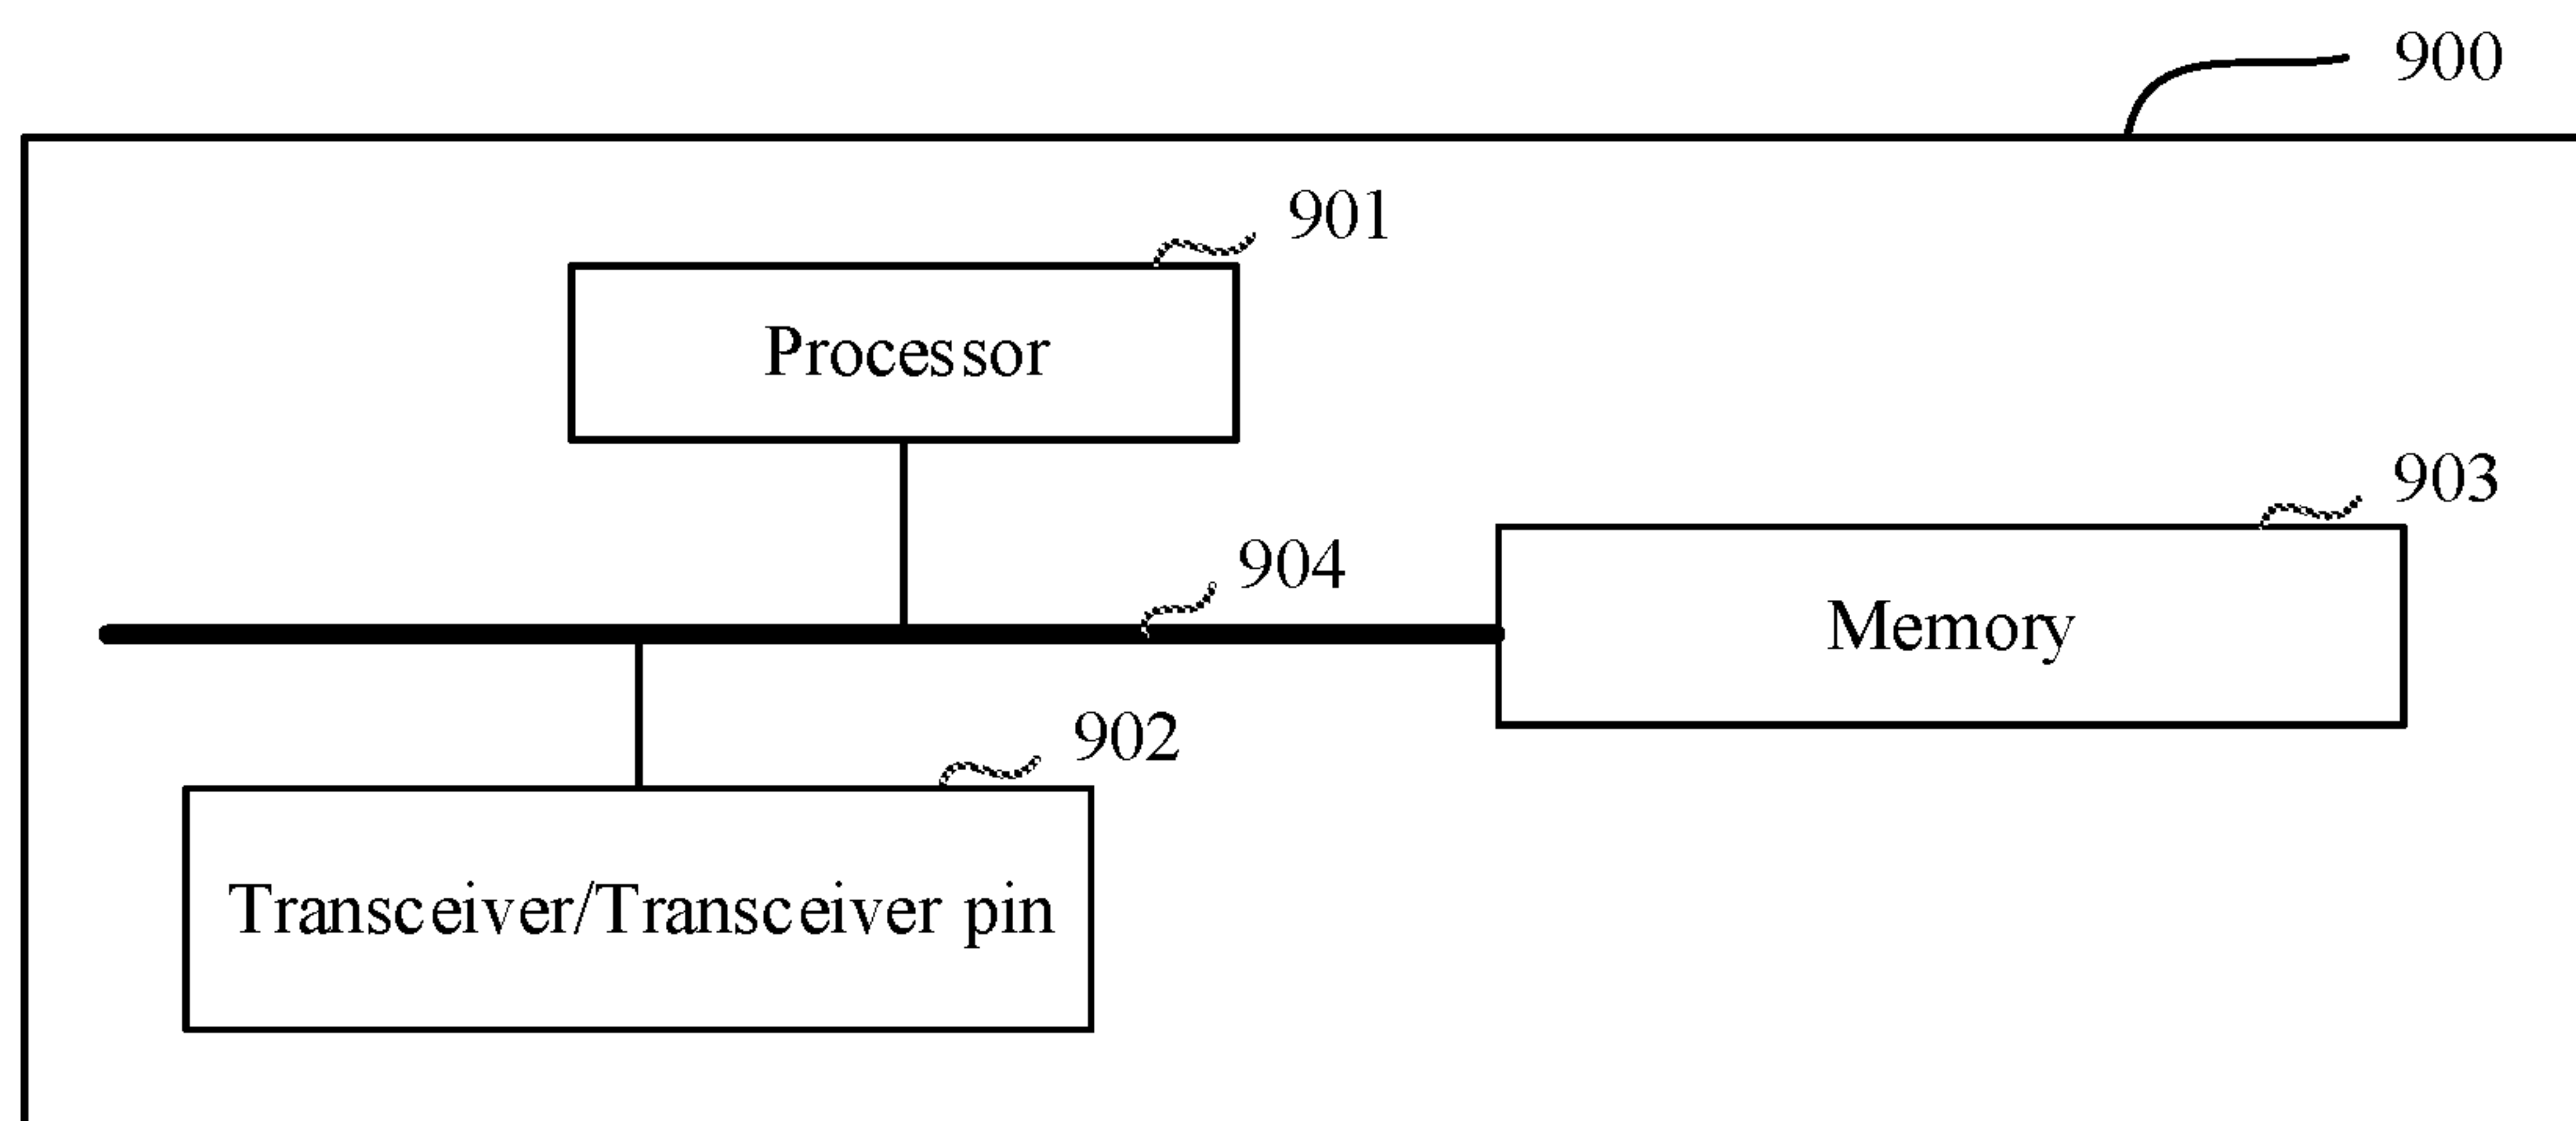 900
901
Processor
903
904
Memory
902
Transceiver/Transceiver pin